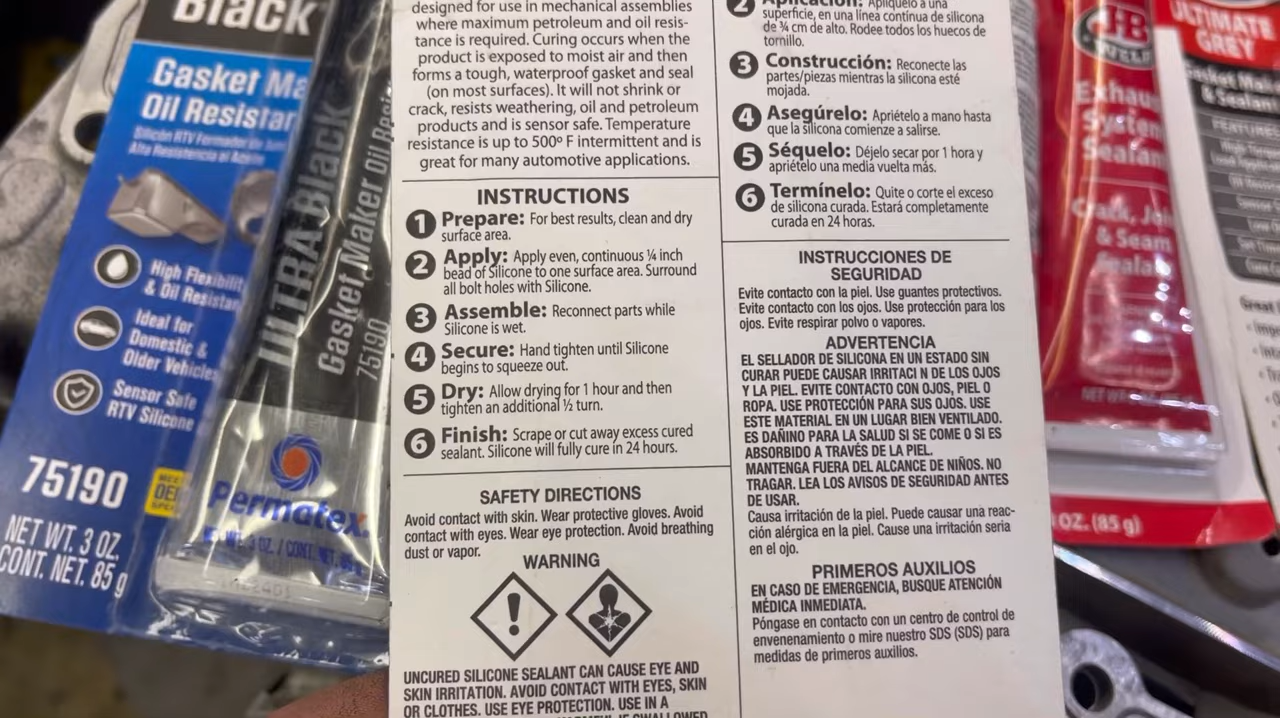 Black
Gasket Ma
Oil Resistan
Silicón RTV Formador de
Alta Resistencia al Aceite
High Flexibilit
& Oil Resistan
Ideal for
Domestic &
Older Vehicles
Sensor Safe
RTV Silicone
75190
NET WT. 3 OZ.
CONT. NET. 85 g
ULTRA Black
Gasket Maker Oil Resis
75190
Permatex.
designed for use in mechanical assemblies
where maximum petroleum and oil resis-
tance is required. Curing occurs when the
product is exposed to moist air and then
forms a tough, waterproof gasket and seal
(on most surfaces). It will not shrink or
crack, resists weathering, oil and petroleum
products and is sensor safe. Temperature
resistance is up to 500º F intermittent and is
great for many automotive applications.
INSTRUCTIONS
1 Prepare: For best results, clean and dry
surface area.
2 Apply: Apply even, continuous ¼ inch
bead of Silicone to one surface area. Surround
all bolt holes with Silicone.
3 Assemble: Reconnect parts while
Silicone is wet.
4 Secure: Hand tighten until Silicone
begins to squeeze out.
5 Dry: Allow drying for 1 hour and then
tighten an additional ½ turn.
6 Finish: Scrape or cut away excess cured
sealant. Silicone will fully cure in 24 hours.
SAFETY DIRECTIONS
Avoid contact with skin. Wear protective gloves. Avoid
contact with eyes. Wear eye protection. Avoid breathing
dust or vapor.
WARNING
UNCURED SILICONE SEALANT CAN CAUSE EYE AND
SKIN IRRITATION. AVOID CONTACT WITH EYES, SKIN
OR CLOTHES. USE EYE PROTECTION. USE IN A
IF SWALLOWED
2 Aplicación: Aplíquelo a una
superficie, en una línea continua de silicona
de ¾ cm de alto. Rodee todos los huecos de
tornillo.
3 Construcción: Reconecte las
partes/piezas mientras la silicona esté
mojada.
4 Asegúrelo: Apriételo a mano hasta
que la silicona comienze a salirse.
5 Séquelo: Déjelo secar por 1 hora y
apriételo una media vuelta más.
6 Termínelo: Quite o corte el exceso
de silicona curada. Estará completamente
curada en 24 horas.
INSTRUCCIONES DE
SEGURIDAD
Evite contacto con la piel. Use guantes protectivos.
Evite contacto con los ojos. Use protección para los
ojos. Evite respirar polvo o vapores.
ADVERTENCIA
EL SELLADOR DE SILICONA EN UN ESTADO SIN
CURAR PUEDE CAUSAR IRRITACI N DE LOS OJOS
Y LA PIEL. EVITE CONTACTO CON OJOS, PIEL O
ROPA. USE PROTECCIÓN PARA SUS OJOS. USE
ESTE MATERIAL EN UN LUGAR BIEN VENTILADO.
ES DAÑINO PARA LA SALUD SI SE COME O SI ES
ABSORBIDO A TRAVÉS DE LA PIEL.
MANTENGA FUERA DEL ALCANCE DE NIÑOS. NO
TRAGAR. LEA LOS AVISOS DE SEGURIDAD ANTES
DE USAR.
Causa irritación de la piel. Puede causar una reac-
ción alérgica en la piel. Cause una irritación seria
en el ojo.
PRIMEROS AUXILIOS
EN CASO DE EMERGENCIA, BUSQUE ATENCIÓN
MÉDICA INMEDIATA.
Póngase en contacto con un centro de control de
envenenamiento o mire nuestro SDS (SDS) para
medidas de primeros auxilios.
JB
WELD
Exhaus
System
Sealan
Crack, Join
& Seam
Sealan
OZ. (85 g)
ULTIMATE
GREY
Gasket Maker
& Sealant
FEATURES